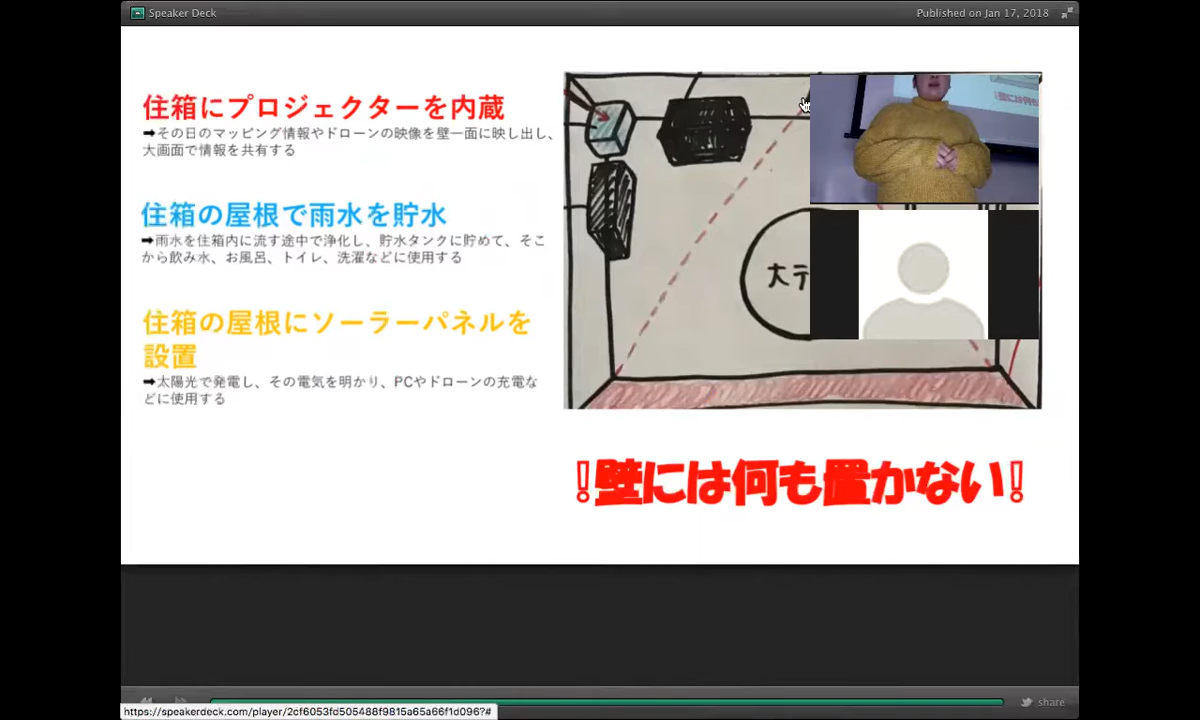 Speaker Deck
Published on Jan 17, 2018
住箱にプロジェクターを内蔵
➡その日のマッピング情報やドローンの映像を壁一面に映し出し、
大画面で情報を共有する
住箱の屋根で雨水を貯水
➡雨水を住箱内に流す途中で浄化し、貯水タンクに貯めて、そこ
から飲み水、お風呂、トイレ、洗濯などに使用する
住箱の屋根にソーラーパネルを
設置
➡太陽光で発電し、その電気を明かり、PCやドローンの充電な
どに使用する
大テ
!壁には何も置かない!
share
https://speakerdeck.com/player/2cf6053fd505488f9815a65a66f1d096?#